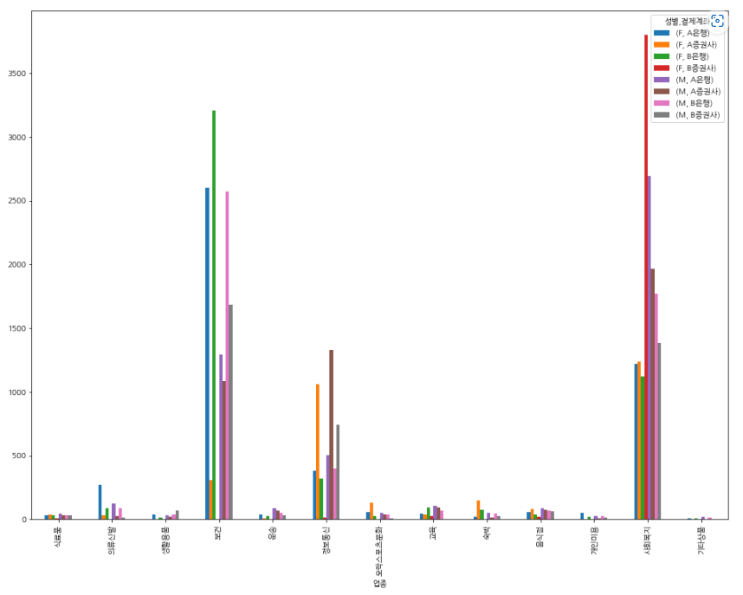 성별,결제계좌
(F, A은행)
(F, A증권사)
(F, B은행)
(F, B증권사)
(M, A은행)
(M, A증권사)
(M, B은행)
(M, B증권사)
3500
3000
2500
2000
1500
1000
500
0
식료품
의류신발
생활용품
보건
운송
정보통신
오락스포츠문화
교육
숙박
음식점
개인미용
사회복지
기타상품
업종